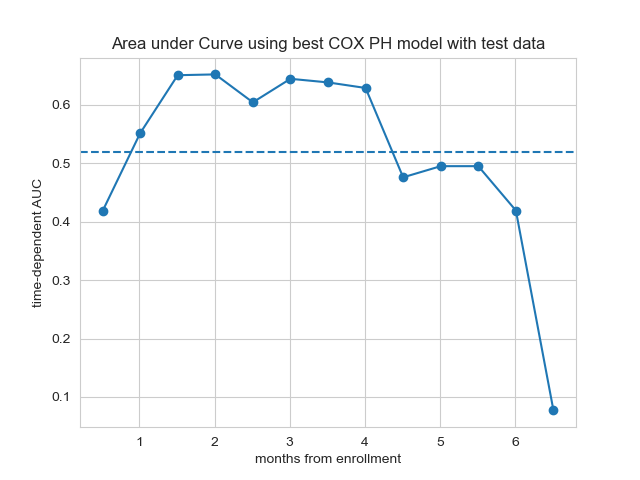 Area under Curve using best COX PH model with test data
time-dependent AUC
0.6
0.5
0.4
0.3
0.2
0.1
1 2 3 4 5 6
months from enrollment